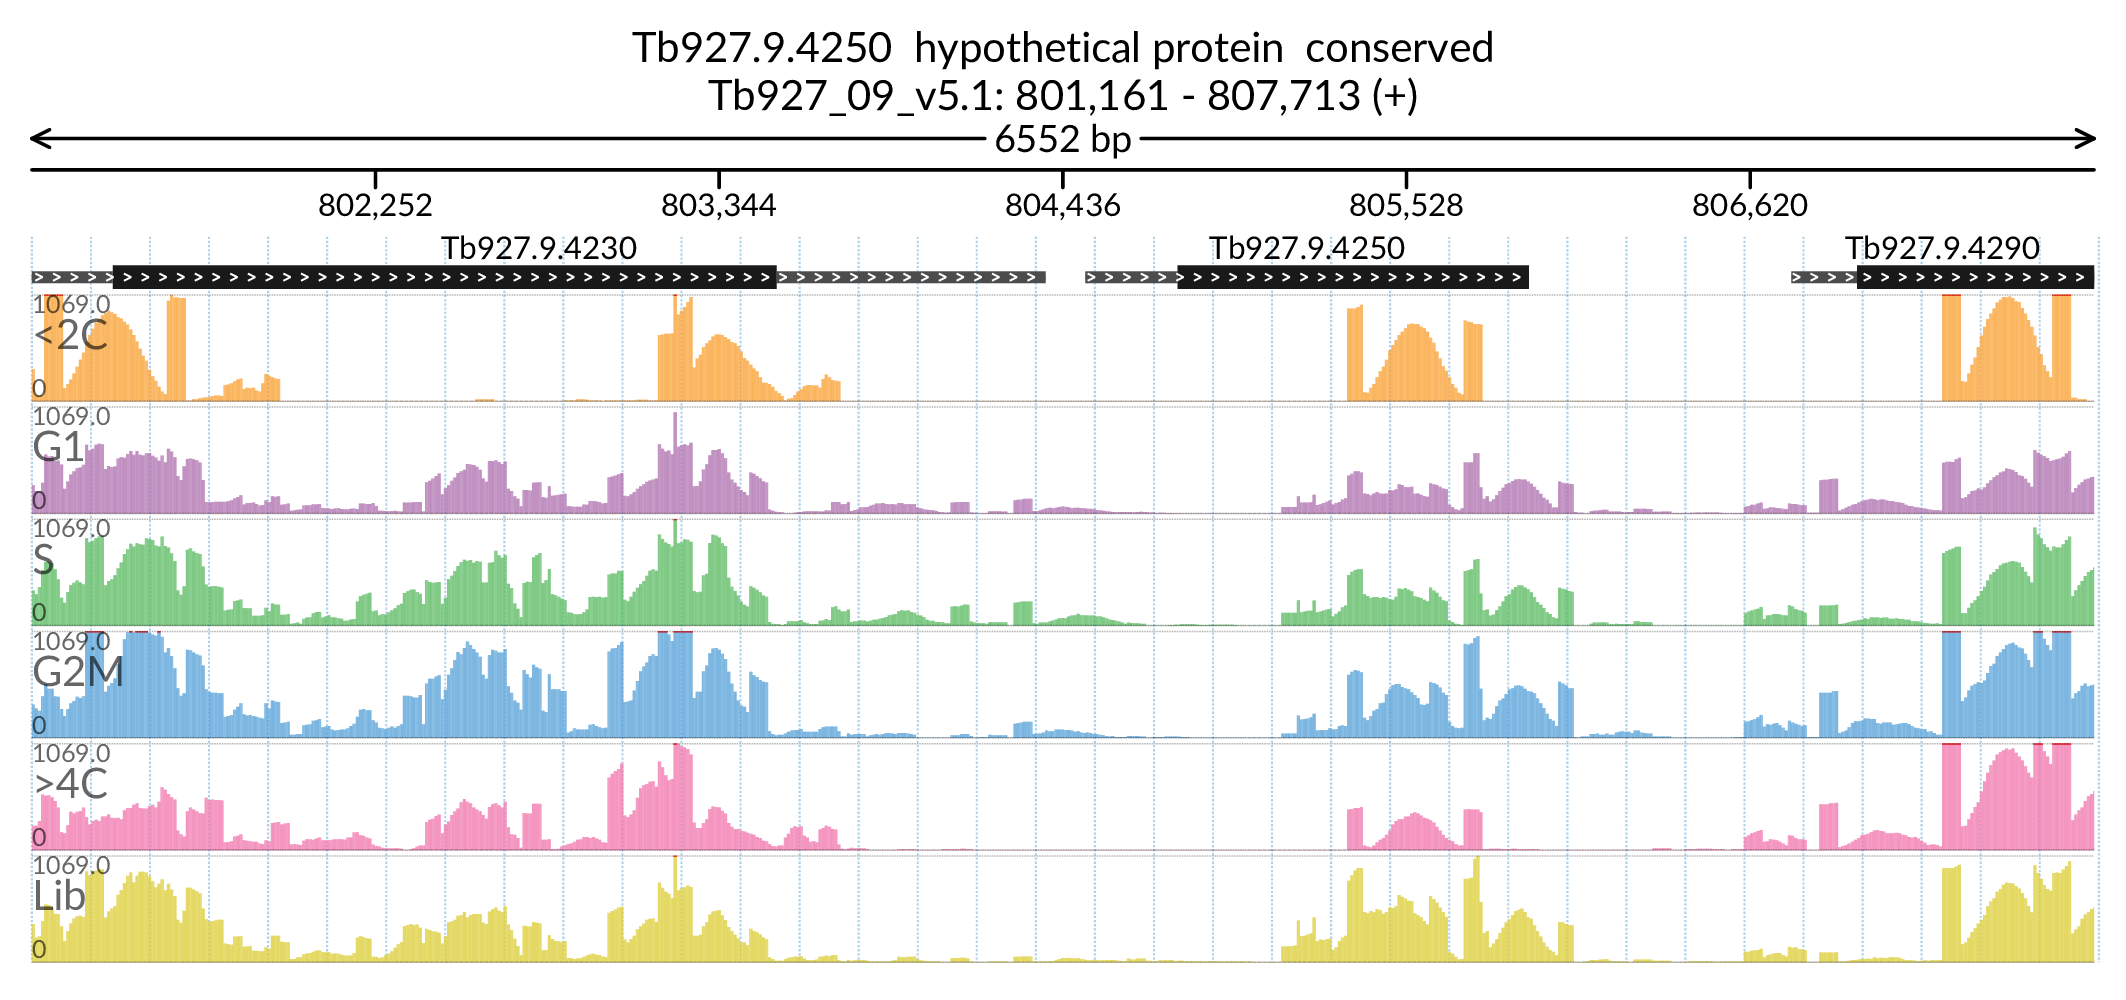 Tb927.9.4250  hypothetical protein  conserved
Tb927_09_v5.1: 801,161 - 807,713 (+)
6552 bp
802,252 803,344 804,436 805,528 806,620
Tb927.9.4230 Tb927.9.4250 Tb927.9.4290
1069.0
<2C
0
1069.0
G1
0
1069.0
S
0
1069.0
G2M
0
1069.0
>4C
0
1069.0
Lib
0